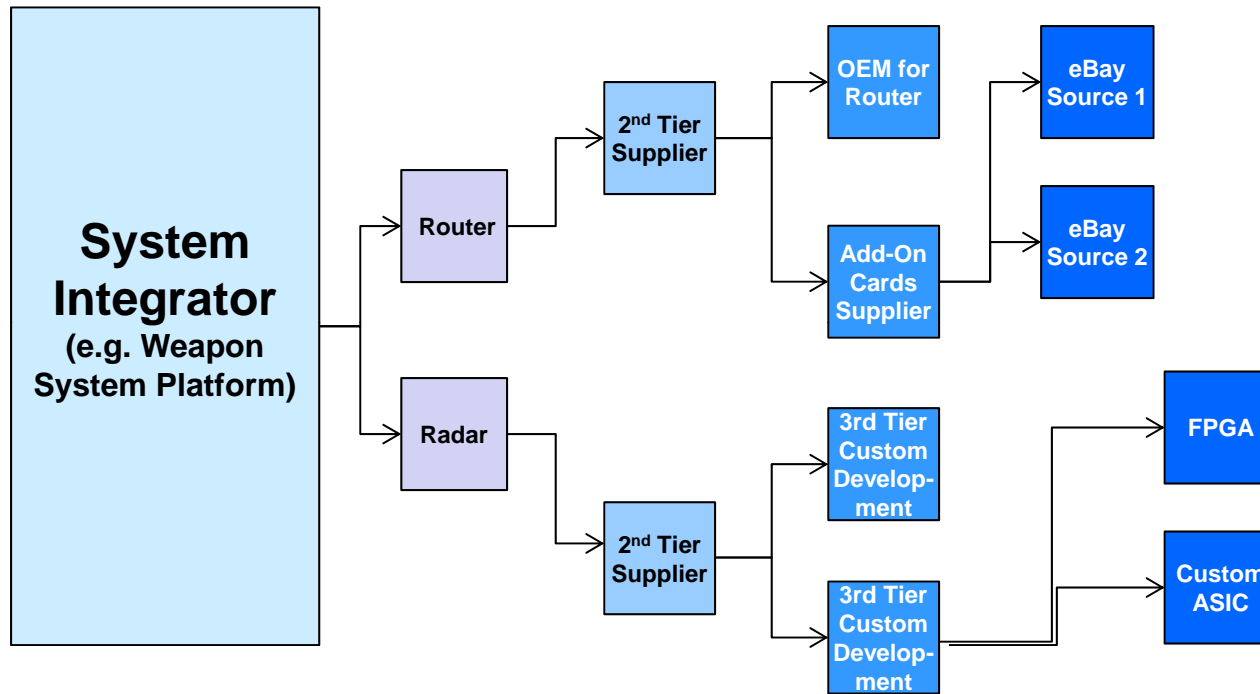 System
Integrator
(e.g. Weapon
System Platform)
Router
Radar
2nd Tier
Supplier
2nd Tier
Supplier
OEM for
Router
Add-On
Cards
Supplier
3rd Tier
Custom
Develop-
ment
3rd Tier
Custom
Develop-
ment
eBay
Source 1
eBay
Source 2
FPGA
Custom
ASIC